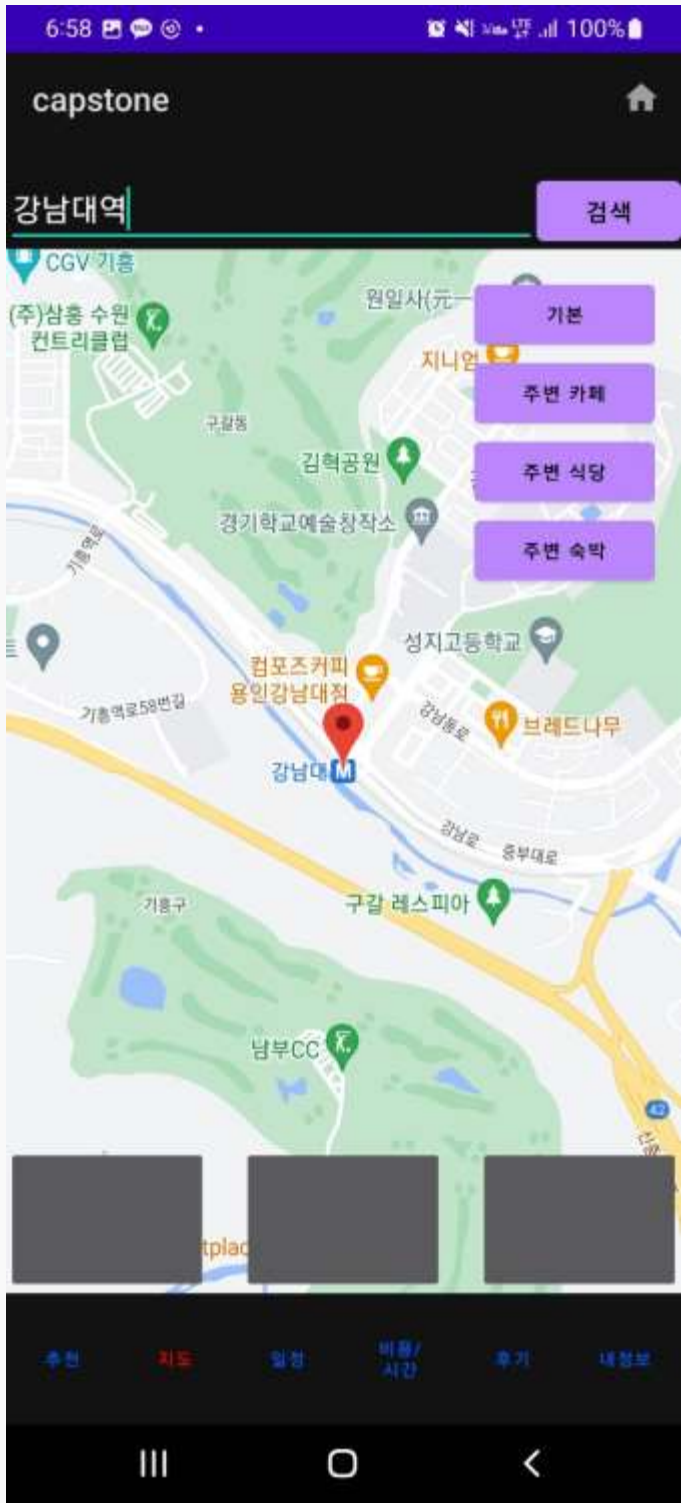 6:58
LTE
100%
capstone
강남대역
검색
CGV 기흥
(주)삼흥 수원
컨트리클럽
원일사(元一
기본
지니엄
주변 카페
구갈동
김혁공원
주변 식당
경기학교예술창작소
주변 숙박
기흥역로
성지고등학교
트
컴포즈커피
용인강남대점
기흥역로58번길
강남동로
브레드나무
강남대
M
강남로
중부대로
기흥구
구갈 레스피아
남부CC
42
tplac
추천
지도
일정
비용/
시간
후기
내정보